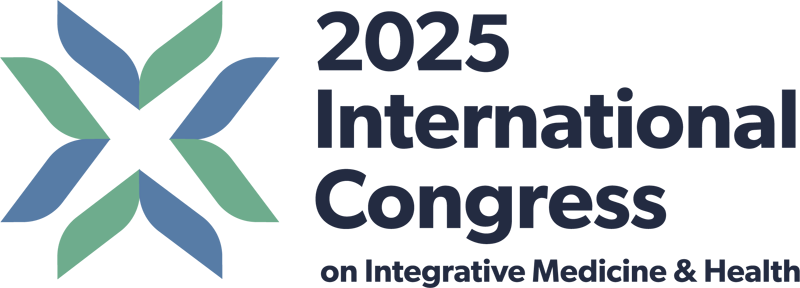 2025
International
Congress
on Integrative Medicine & Health